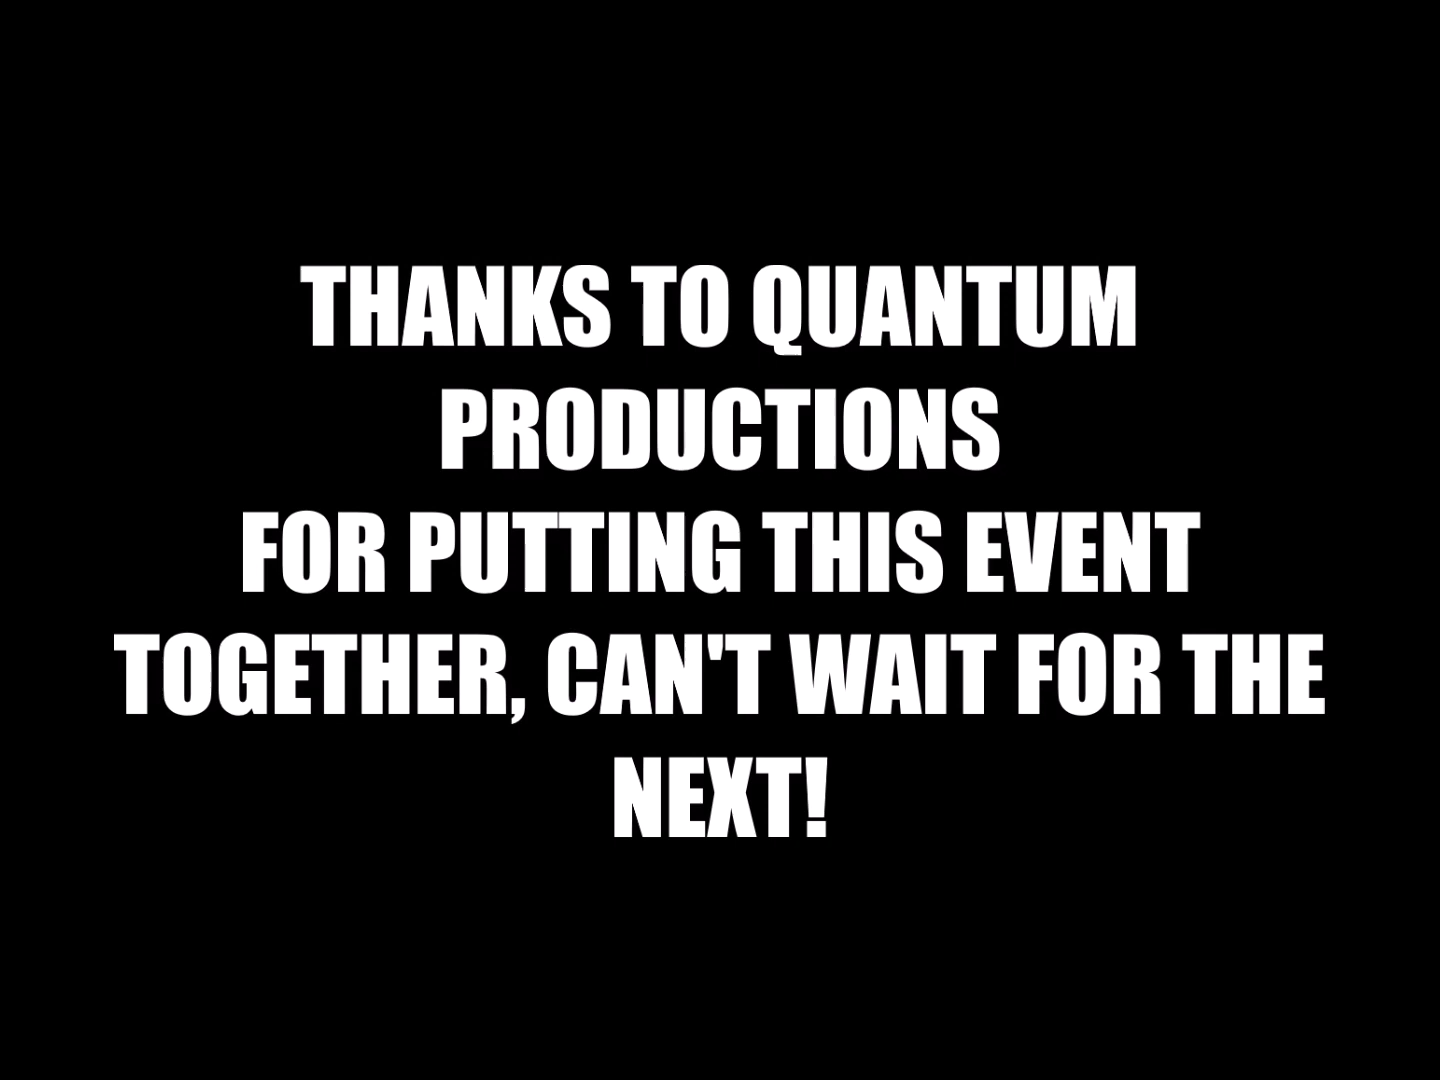 THANKS TO QUANTUM
PRODUCTIONS
FOR PUTTING THIS EVENT
TOGETHER, CAN'T WAIT FOR THE
NEXT!